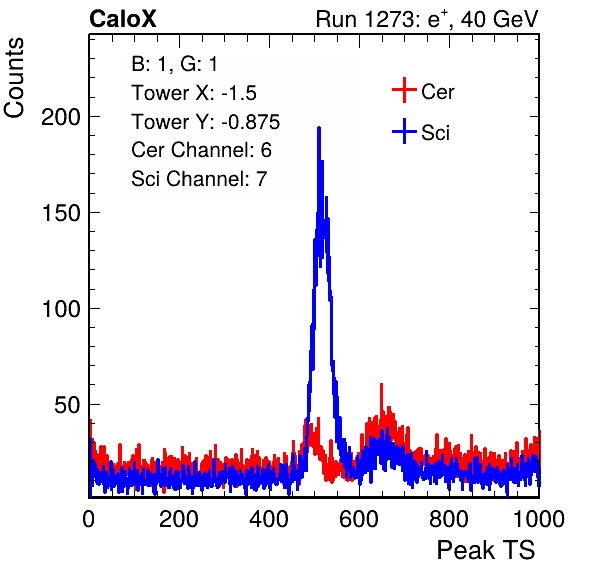 CaloX Run 1273: e⁺, 40 GeV
Counts
B: 1, G: 1
Tower X: -1.5
Tower Y: -0.875
Cer Channel: 6
Sci Channel: 7
Cer
Sci
200
150
100
50
0 200 400 600 800 1000
Peak TS